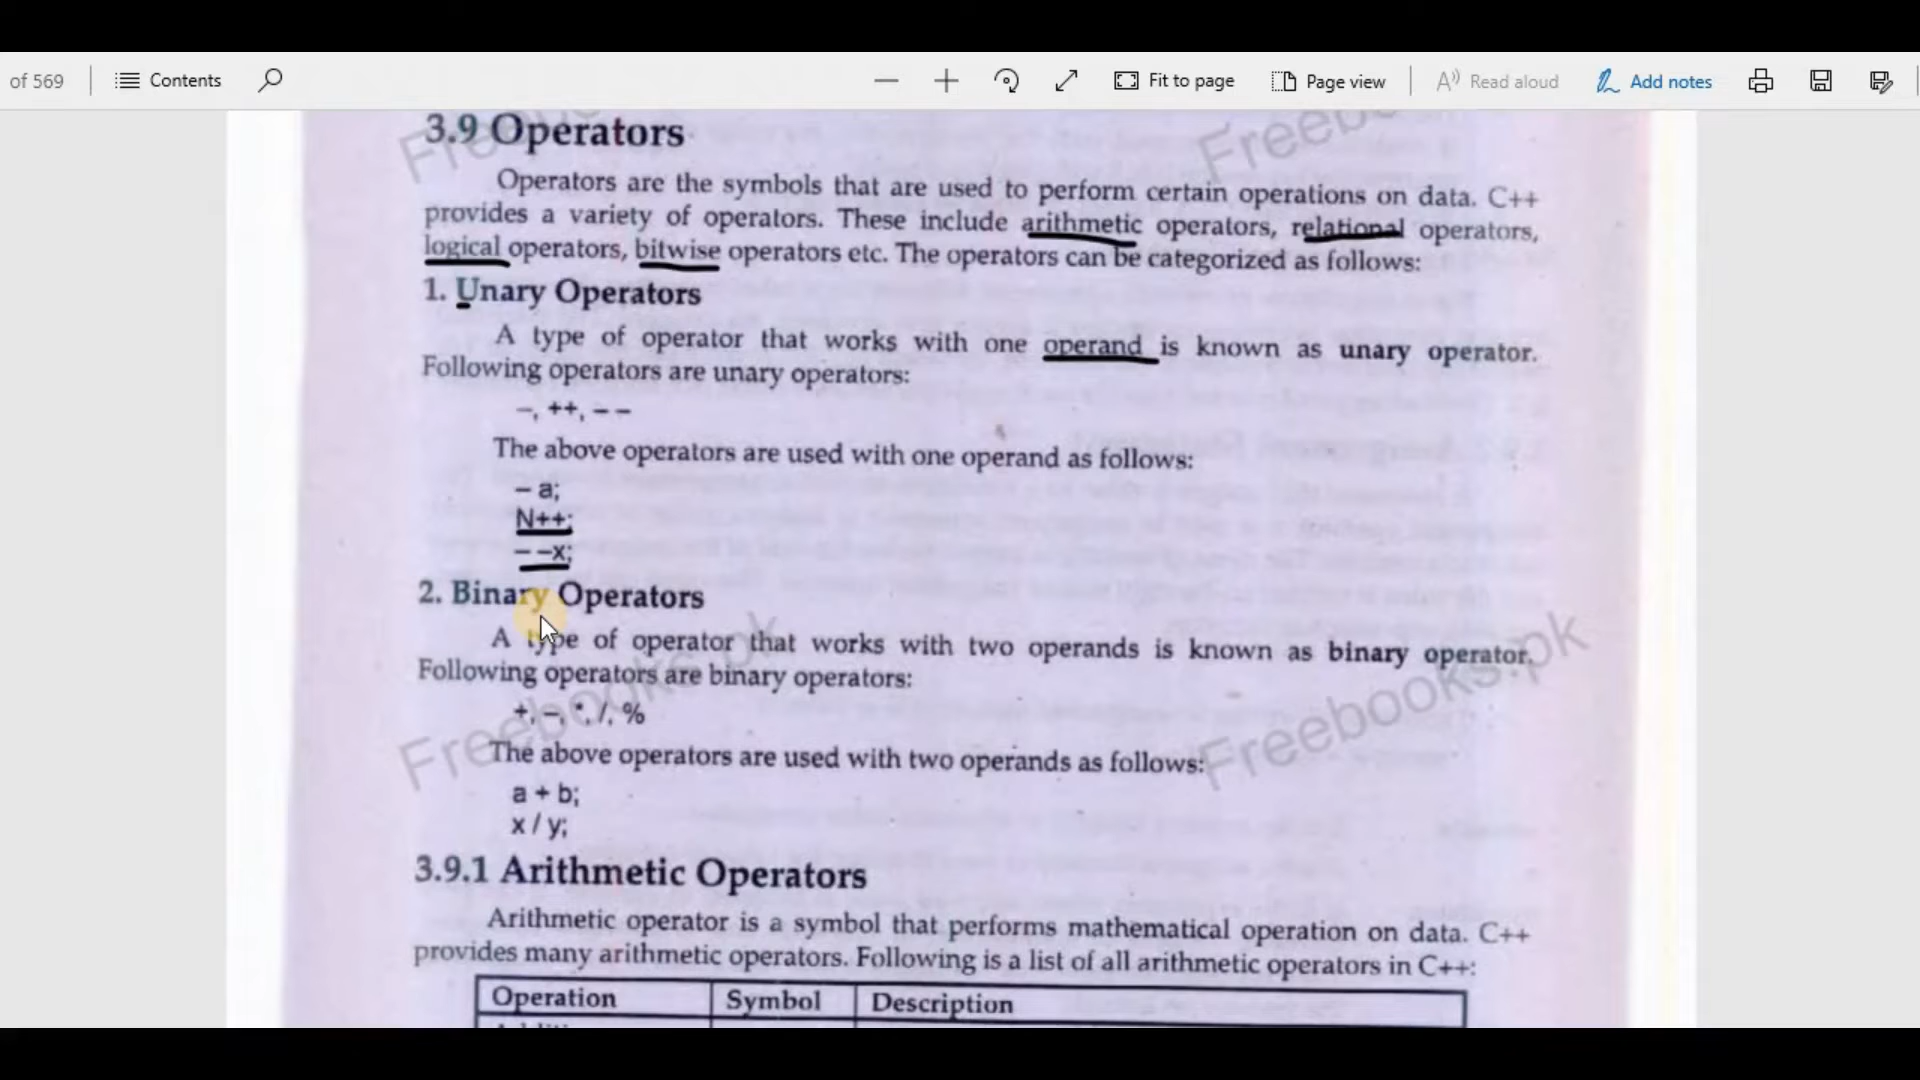 of 569 Contents Fit to page Page view Read aloud Add notes
3.9 Operators
Operators are the symbols that are used to perform certain operations on data. C++
provides a variety of operators. These include arithmetic operators, relational operators,
logical operators, bitwise operators etc. The operators can be categorized as follows:
1. Unary Operators
A type of operator that works with one operand is known as unary operator.
Following operators are unary operators:
–, ++, – –
The above operators are used with one operand as follows:
– a;
N++;
– –x;
2. Binary Operators
A type of operator that works with two operands is known as binary operator.
Following operators are binary operators:
+, –, *, /, %
The above operators are used with two operands as follows:
a + b;
x / y;
Freebooks.pk
Freebooks.pk
3.9.1 Arithmetic Operators
Arithmetic operator is a symbol that performs mathematical operation on data. C++
provides many arithmetic operators. Following is a list of all arithmetic operators in C++:
Operation Symbol Description